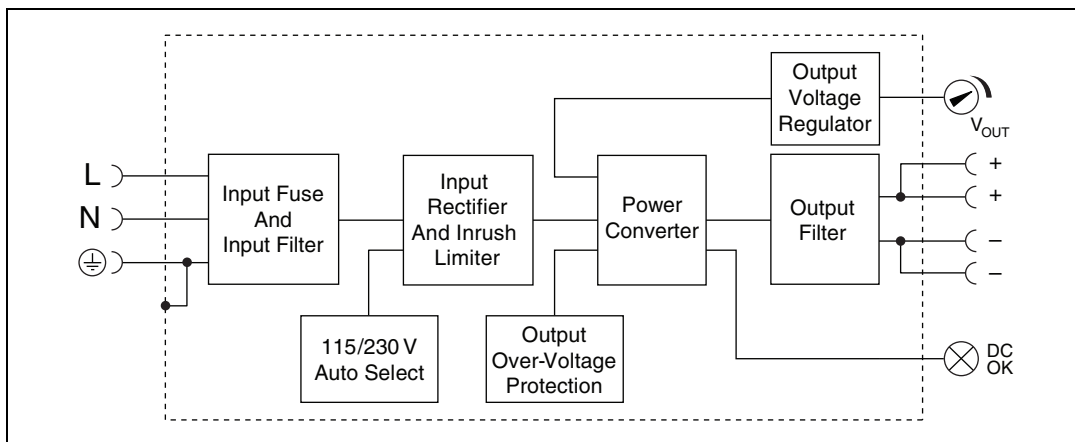 L
N
Input Fuse
And
Input Filter
Input
Rectifier
And Inrush
Limiter
115/230 V
Auto Select
Output
Over-Voltage
Protection
Power
Converter
Output
Voltage
Regulator
Output
Filter
VOUT
+
+
–
–
DC
OK